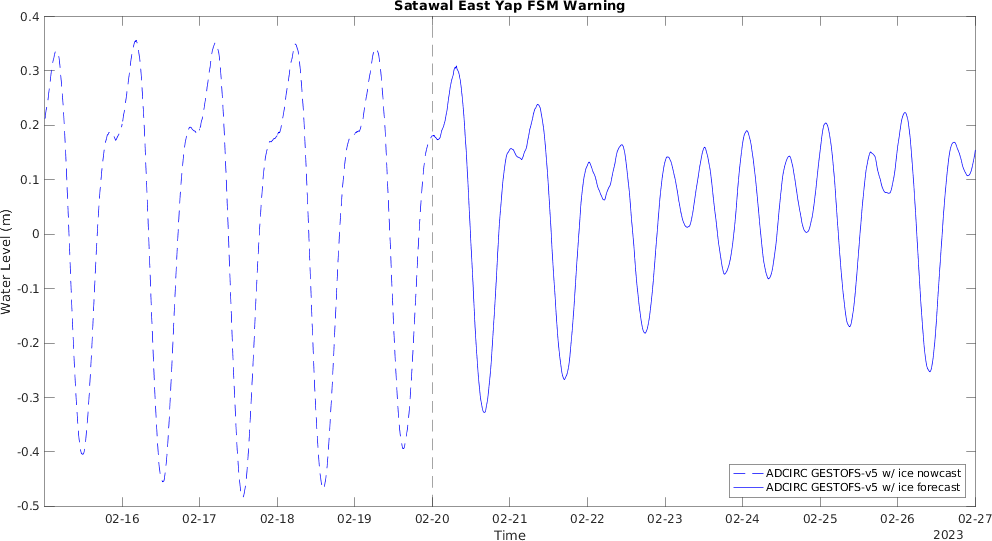 Satawal East Yap FSM Warning
0.4
0.3
0.2
0.1
0
-0.1
-0.2
-0.3
-0.4
-0.5
Water Level (m)
ADCIRC GESTOFS-v5 w/ ice nowcast
ADCIRC GESTOFS-v5 w/ ice forecast
02-16 02-17 02-18 02-19 02-20 02-21 02-22 02-23 02-24 02-25 02-26 02-27
Time
2023